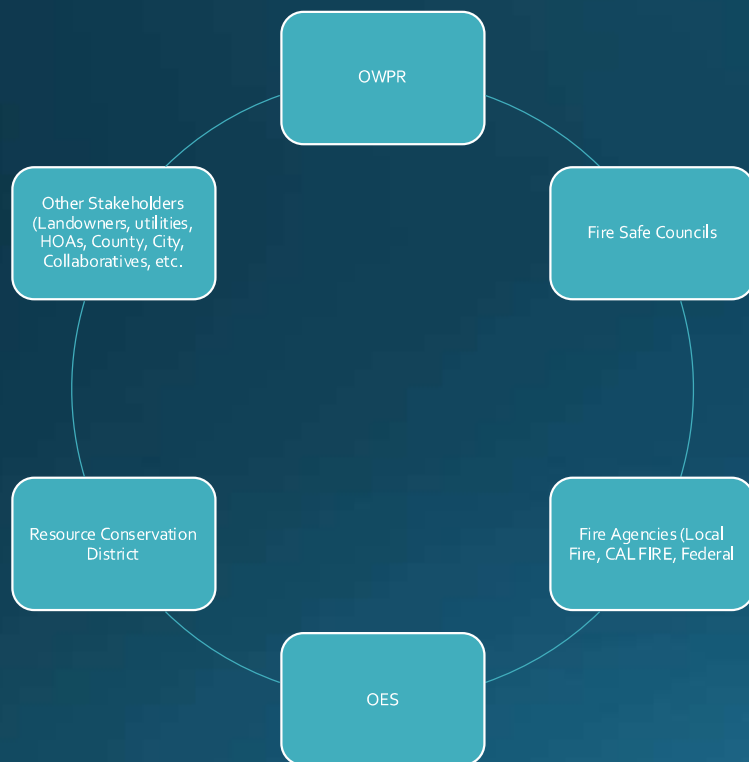 OWPR
Fire Safe Councils
Fire Agencies (Local
Fire, CAL FIRE, Federal
OES
Resource Conservation
District
Other Stakeholders
(Landowners, utilities,
HOAs, County, City,
Collaboratives, etc.